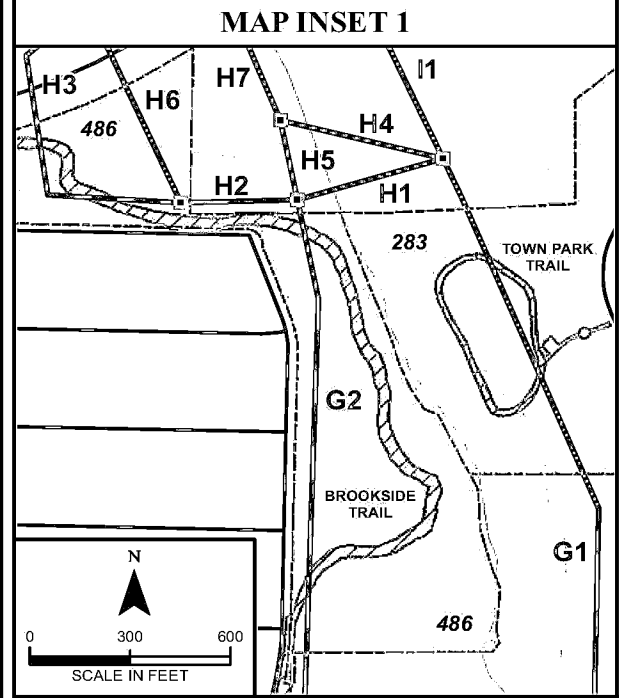 MAP INSET 1
H3
H6
H7
I1
486
H4
H5
H2
H1
283
TOWN PARK
TRAIL
G2
BROOKSIDE
TRAIL
G1
N
0 300 600
SCALE IN FEET
486